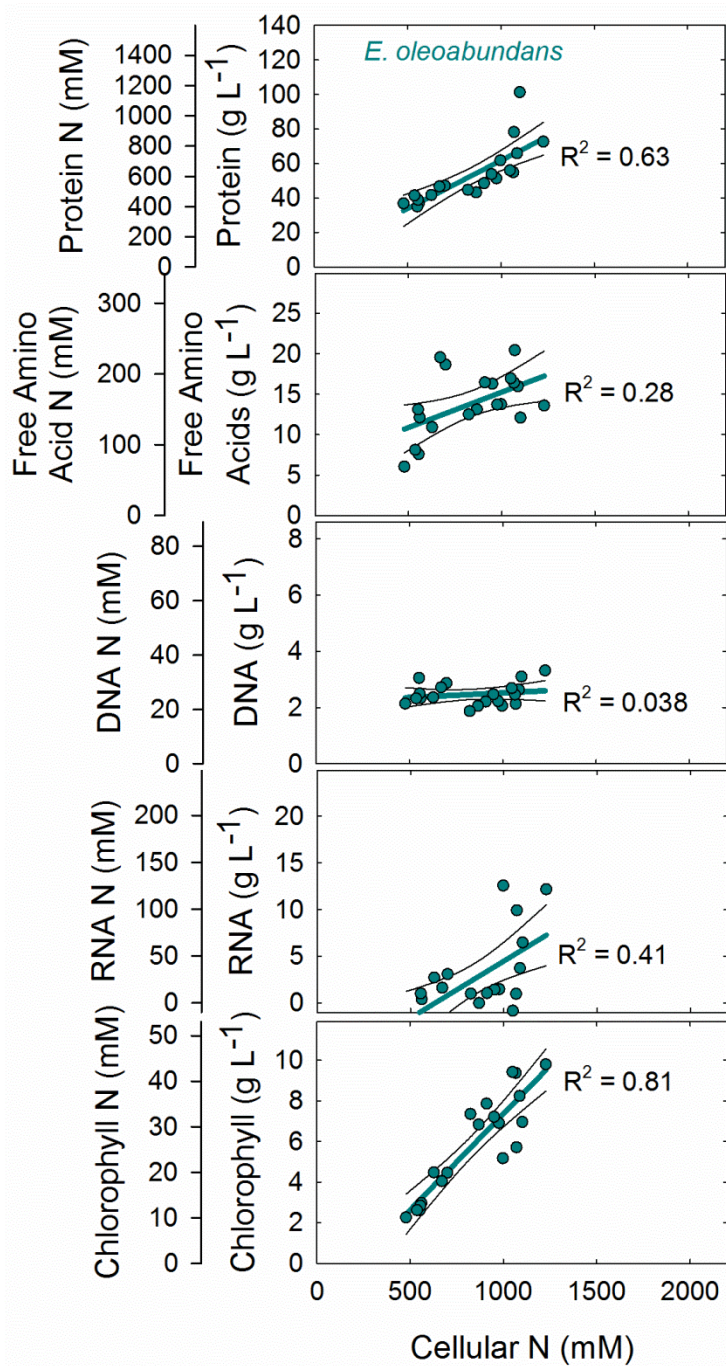 E. oleoabundans
Protein N (mM)
1400
1200
1000
800
600
400
200
0
Protein (g L-1)
140
120
100
80
60
40
20
0
R2 = 0.63
Free Amino
Acid N (mM)
300
200
100
0
Free Amino
Acids (g L-1)
25
20
15
10
5
0
R2 = 0.28
DNA N (mM)
80
60
40
20
0
DNA (g L-1)
8
6
4
2
0
R2 = 0.038
RNA N (mM)
200
150
100
50
0
RNA (g L-1)
20
15
10
5
0
R2 = 0.41
Chlorophyll N (mM)
50
40
30
20
10
0
Chlorophyll (g L-1)
10
8
6
4
2
0
R2 = 0.81
0 500 1000 1500 2000
Cellular N (mM)